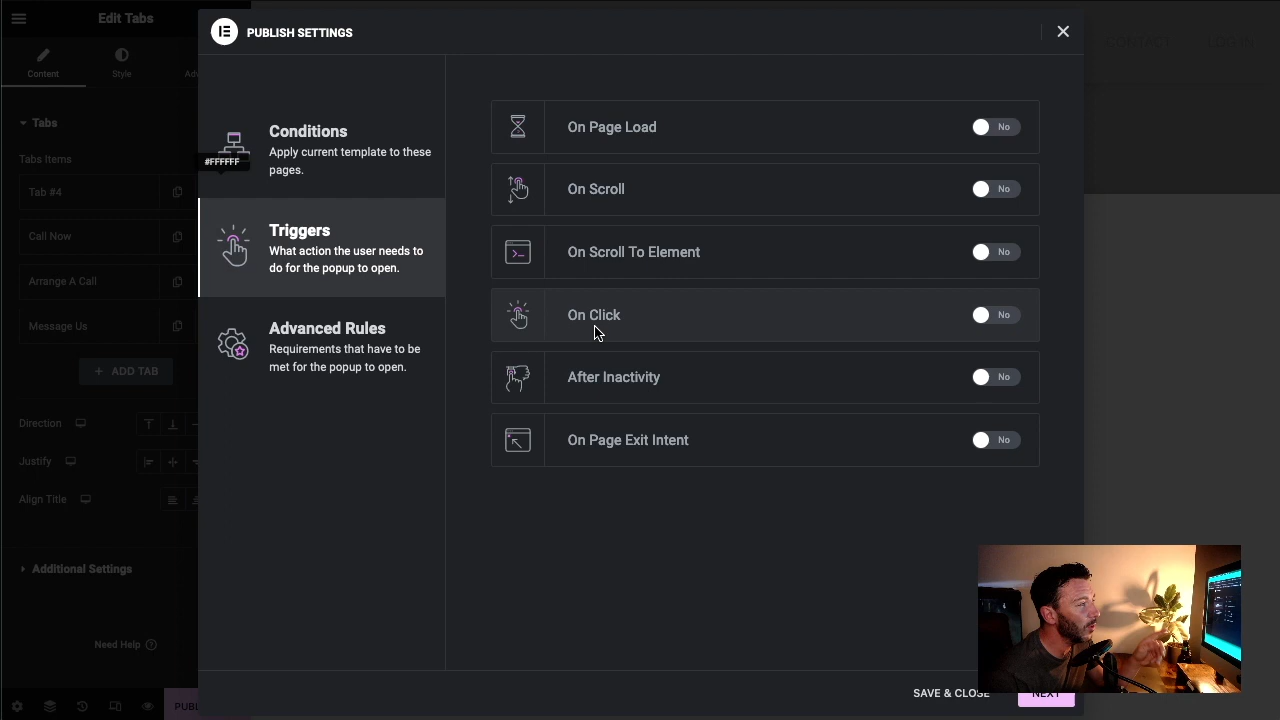 Edit Tabs
PUBLISH SETTINGS
CONTACT
LOG IN
Content
Style
Tabs
Tabs Items
#FFFFFF
Tab #4
Call Now
Arrange A Call
Message Us
+ ADD TAB
Direction
Justify
Align Title
Additional Settings
Need Help
Conditions
Apply current template to these
pages.
Triggers
What action the user needs to
do for the popup to open.
Advanced Rules
Requirements that have to be
met for the popup to open.
On Page Load
No
On Scroll
No
On Scroll To Element
No
On Click
No
After Inactivity
No
On Page Exit Intent
No
SAVE & CLOSE
NEXT